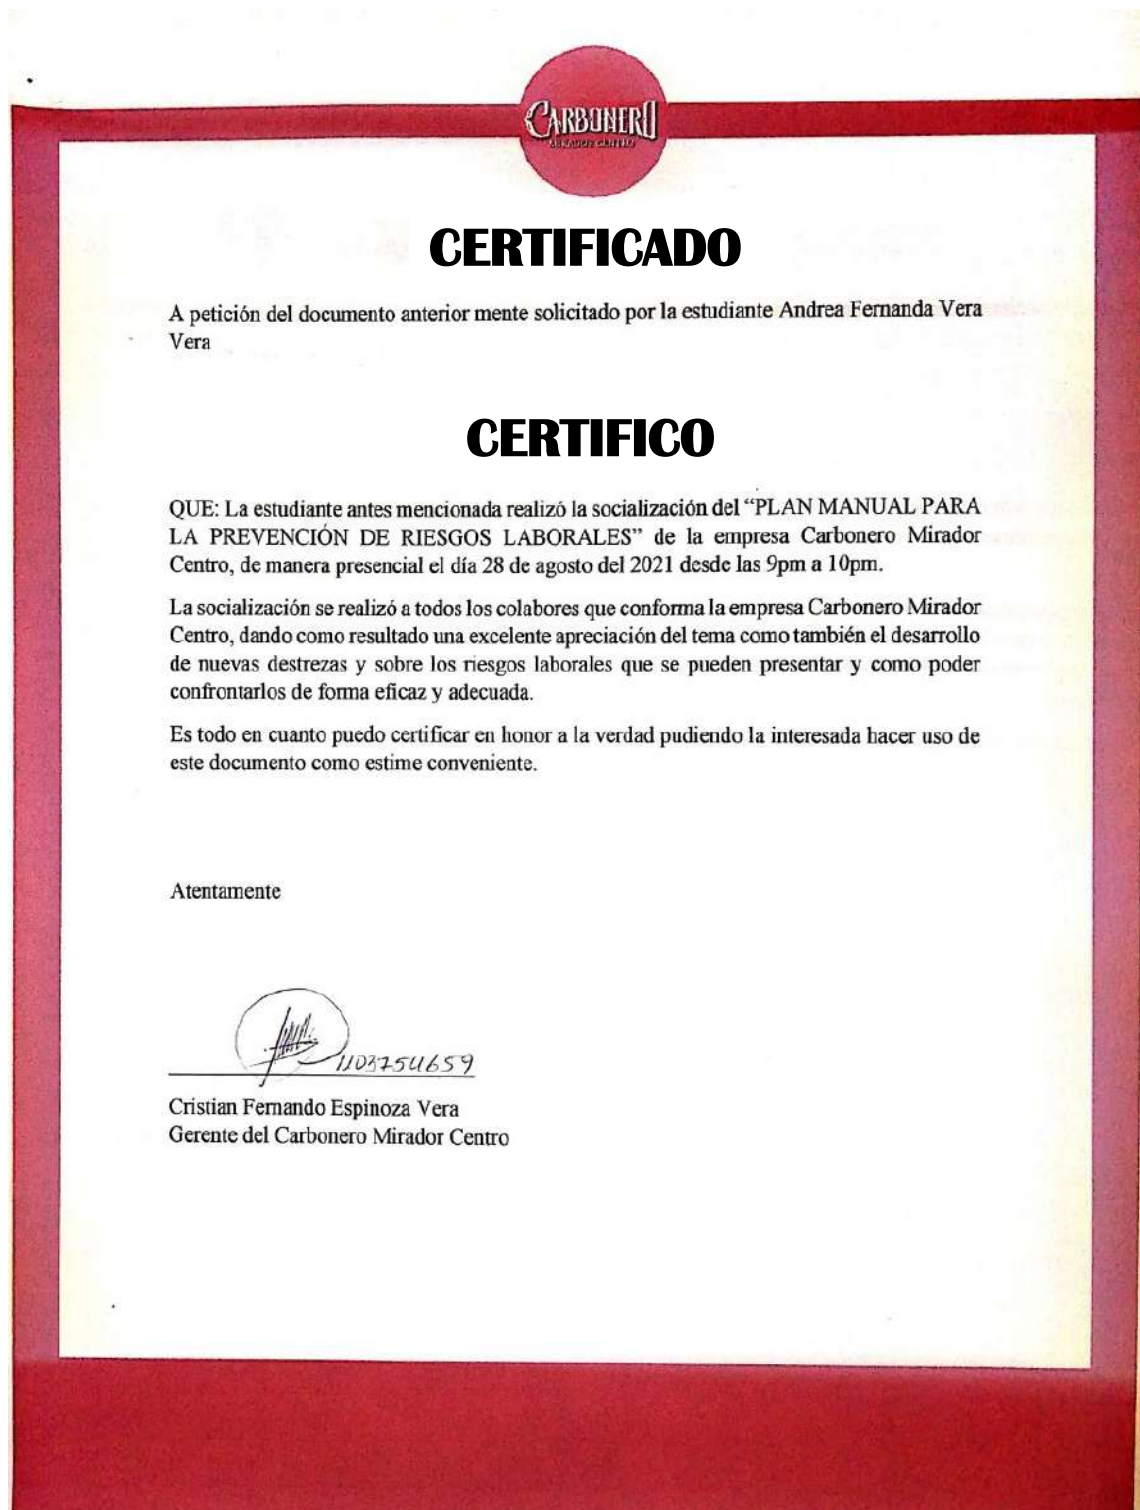 CARBONERO
MIRADOR CENTRO
CERTIFICADO
A petición del documento anterior mente solicitado por la estudiante Andrea Fernanda Vera
Vera
CERTIFICO
QUE: La estudiante antes mencionada realizó la socialización del “PLAN MANUAL PARA
LA PREVENCIÓN DE RIESGOS LABORALES” de la empresa Carbonero Mirador
Centro, de manera presencial el día 28 de agosto del 2021 desde las 9pm a 10pm.
La socialización se realizó a todos los colabores que conforma la empresa Carbonero Mirador
Centro, dando como resultado una excelente apreciación del tema como también el desarrollo
de nuevas destrezas y sobre los riesgos laborales que se pueden presentar y como poder
confrontarlos de forma eficaz y adecuada.
Es todo en cuanto puedo certificar en honor a la verdad pudiendo la interesada hacer uso de
este documento como estime conveniente.
Atentamente
1103754659
Cristian Fernando Espinoza Vera
Gerente del Carbonero Mirador Centro